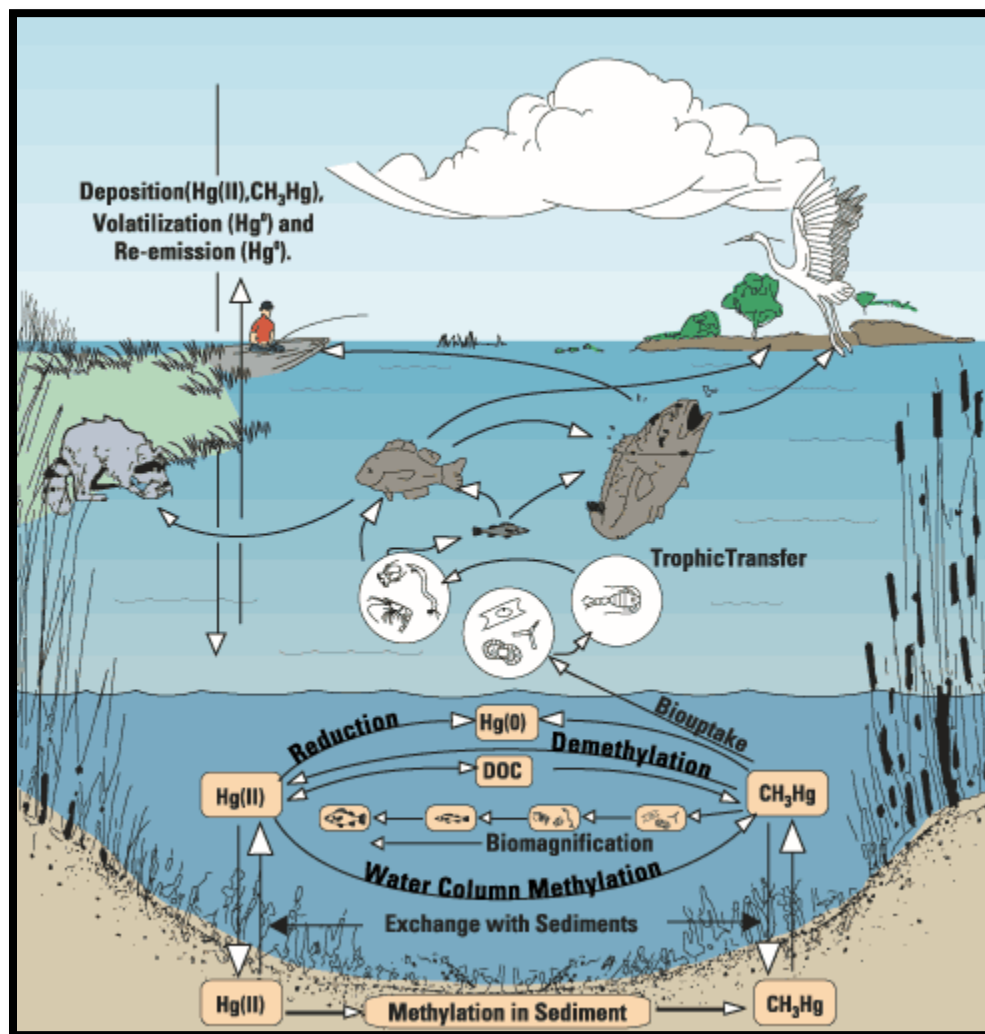 Deposition(Hg(II),CH₃Hg),
Volatilization (Hg⁰) and
Re-emission (Hg⁰).
TrophicTransfer
Biouptake
Reduction
Hg(0)
Demethylation
DOC
Hg(II)
CH₃Hg
Biomagnification
Water Column Methylation
Exchange with Sediments
Hg(II)
Methylation in Sediment
CH₃Hg